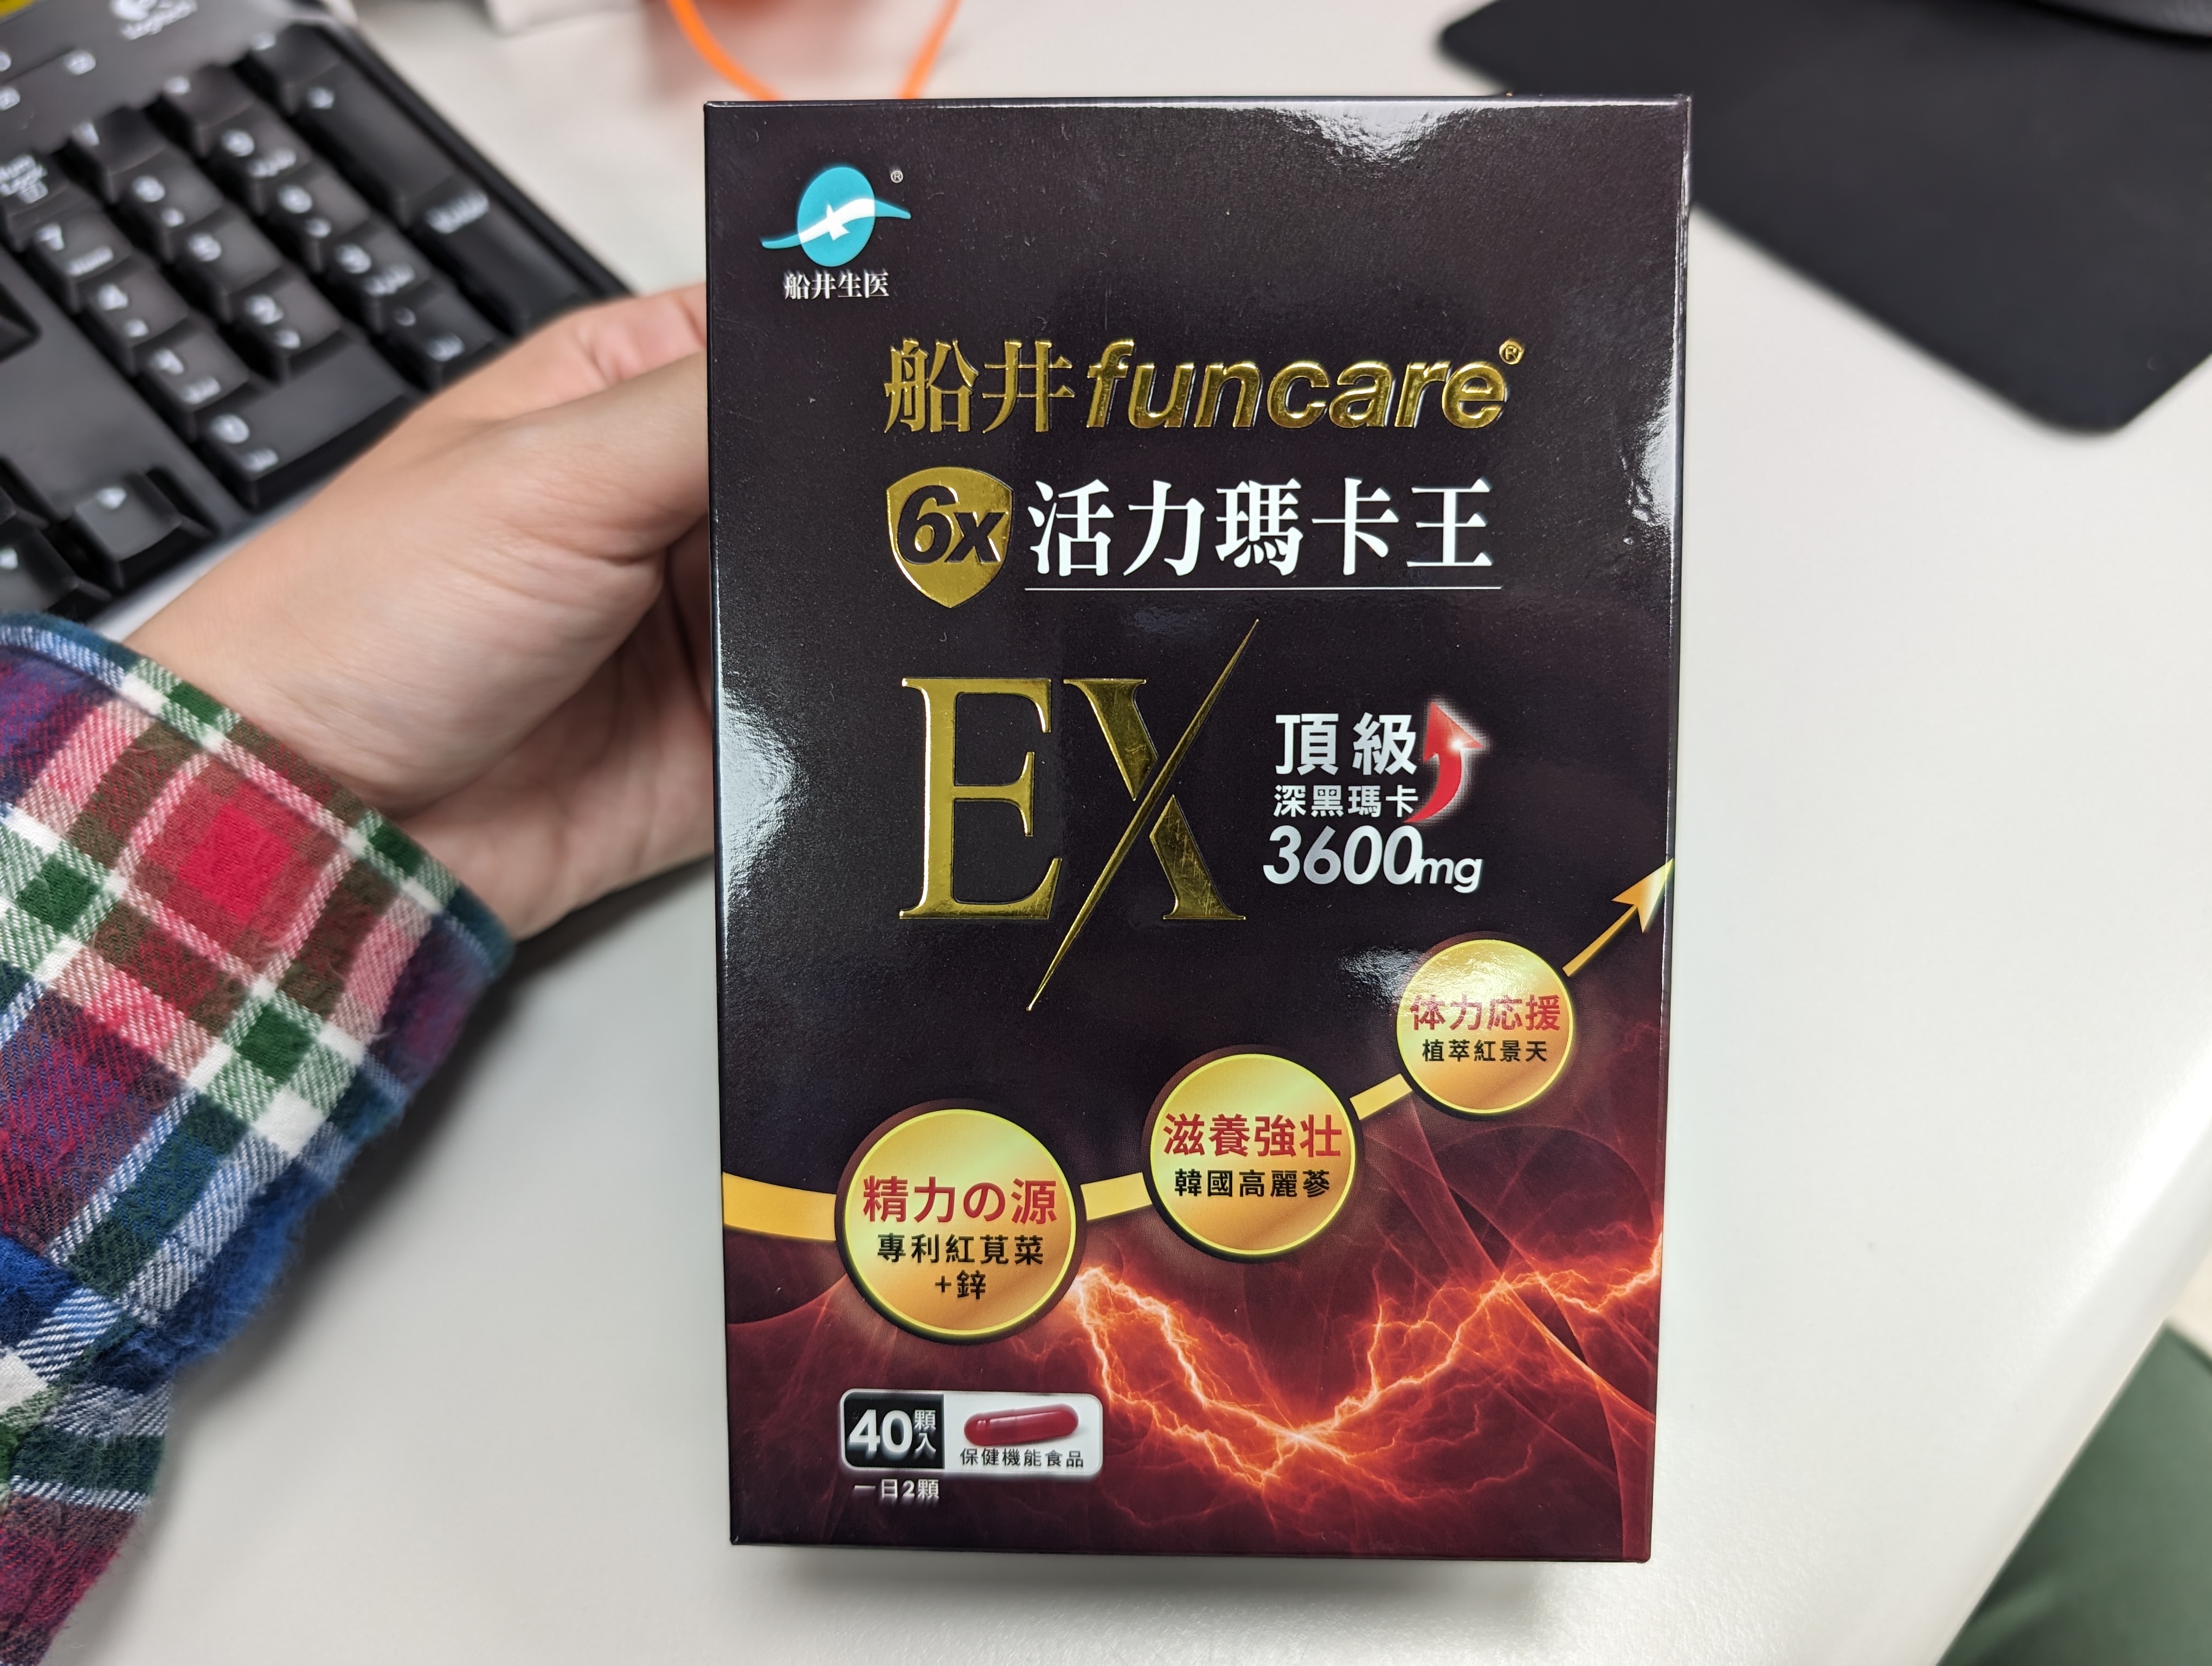 船井生医
®
船井funcare®
6x 活力瑪卡王
EX
頂級
深黑瑪卡
3600mg
体力応援
植萃紅景天
滋養強壮
韓國高麗蔘
精力の源
專利紅莧菜
+鋅
40顆入
保健機能食品
一日2顆